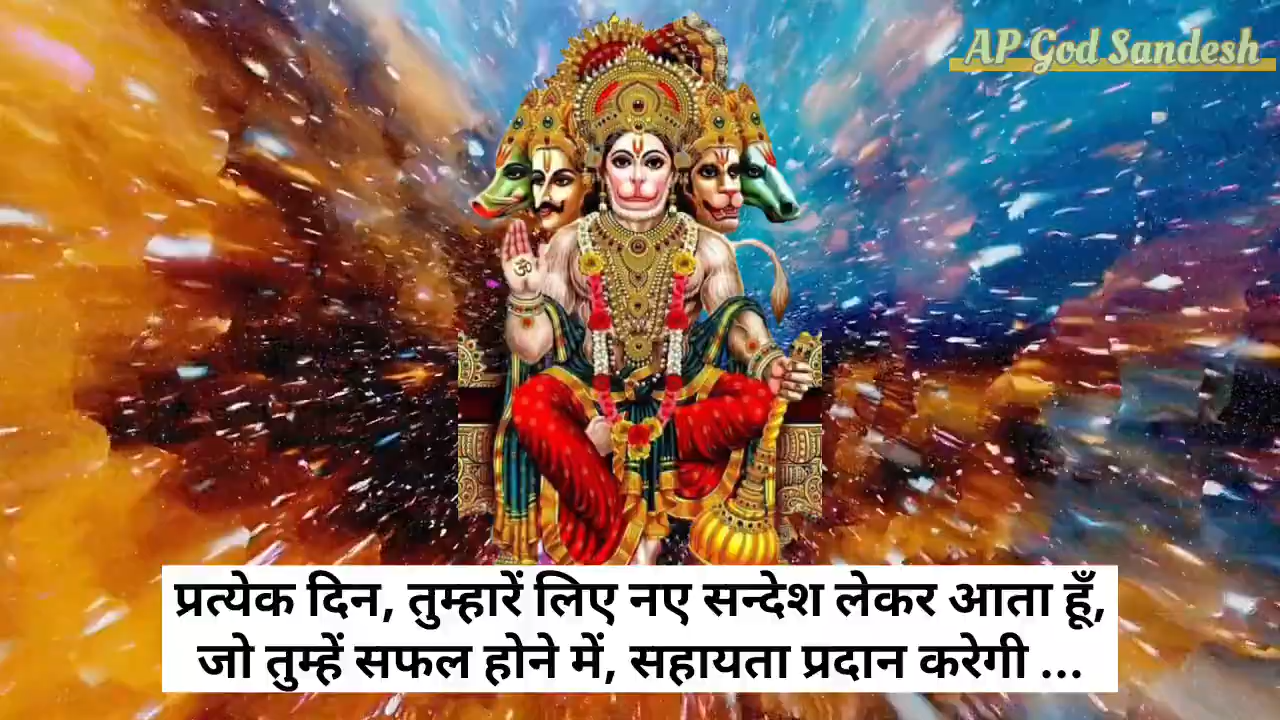 AP God Sandesh
ॐ
प्रत्येक दिन, तुम्हारें लिए नए सन्देश लेकर आता हूँ,
जो तुम्हें सफल होने में, सहायता प्रदान करेगी ...